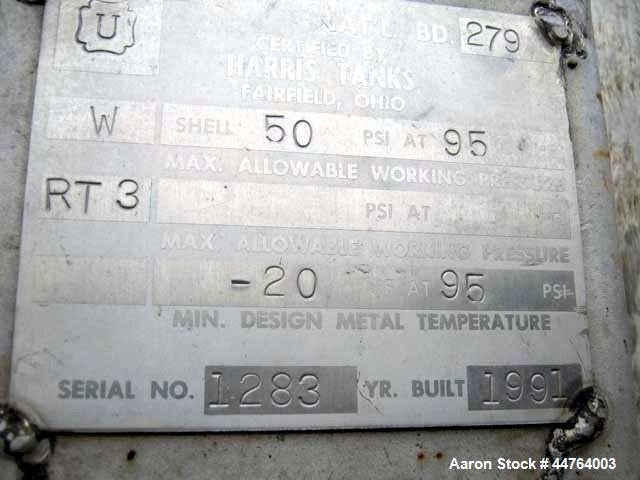 U
NAT'L BD. 279
CERTIFIED BY
HARRIS TANKS
FAIRFIELD, OHIO
W SHELL 50 PSI AT 95
MAX. ALLOWABLE WORKING PRESSURE
RT 3 PSI AT
MAX. ALLOWABLE WORKING PRESSURE
-20 AT 95 PSI
MIN. DESIGN METAL TEMPERATURE
SERIAL NO. 1283 YR. BUILT 1991
Aaron Stock # 44764003